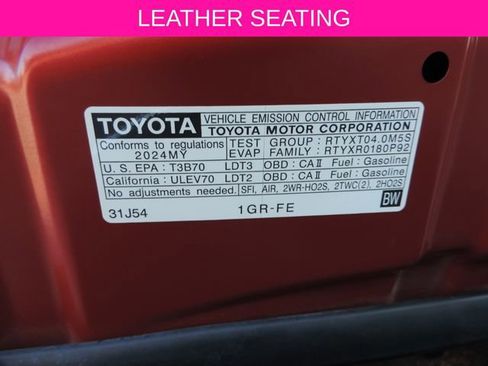 LEATHER SEATING
TOYOTA
VEHICLE EMISSION CONTROL INFORMATION
TOYOTA MOTOR CORPORATION
Conforms to regulations
2024MY
TEST GROUP : RTYXT04.0M5S
EVAP FAMILY : RTYXR0180P92
U.S. EPA : T3B70 LDT3 OBD : CA II Fuel : Gasoline
California : ULEV70 LDT2 OBD : CA II Fuel : Gasoline
No adjustments needed. SFI, AIR, 2WR-HO2S, 2TWC(2), 2HO2S
31J54 1GR-FE BW